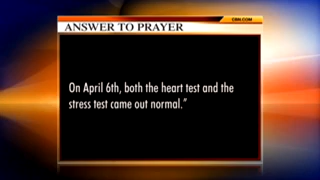 CBN.COM
ANSWER TO PRAYER
On April 6th, both the heart test and the
stress test came out normal.”